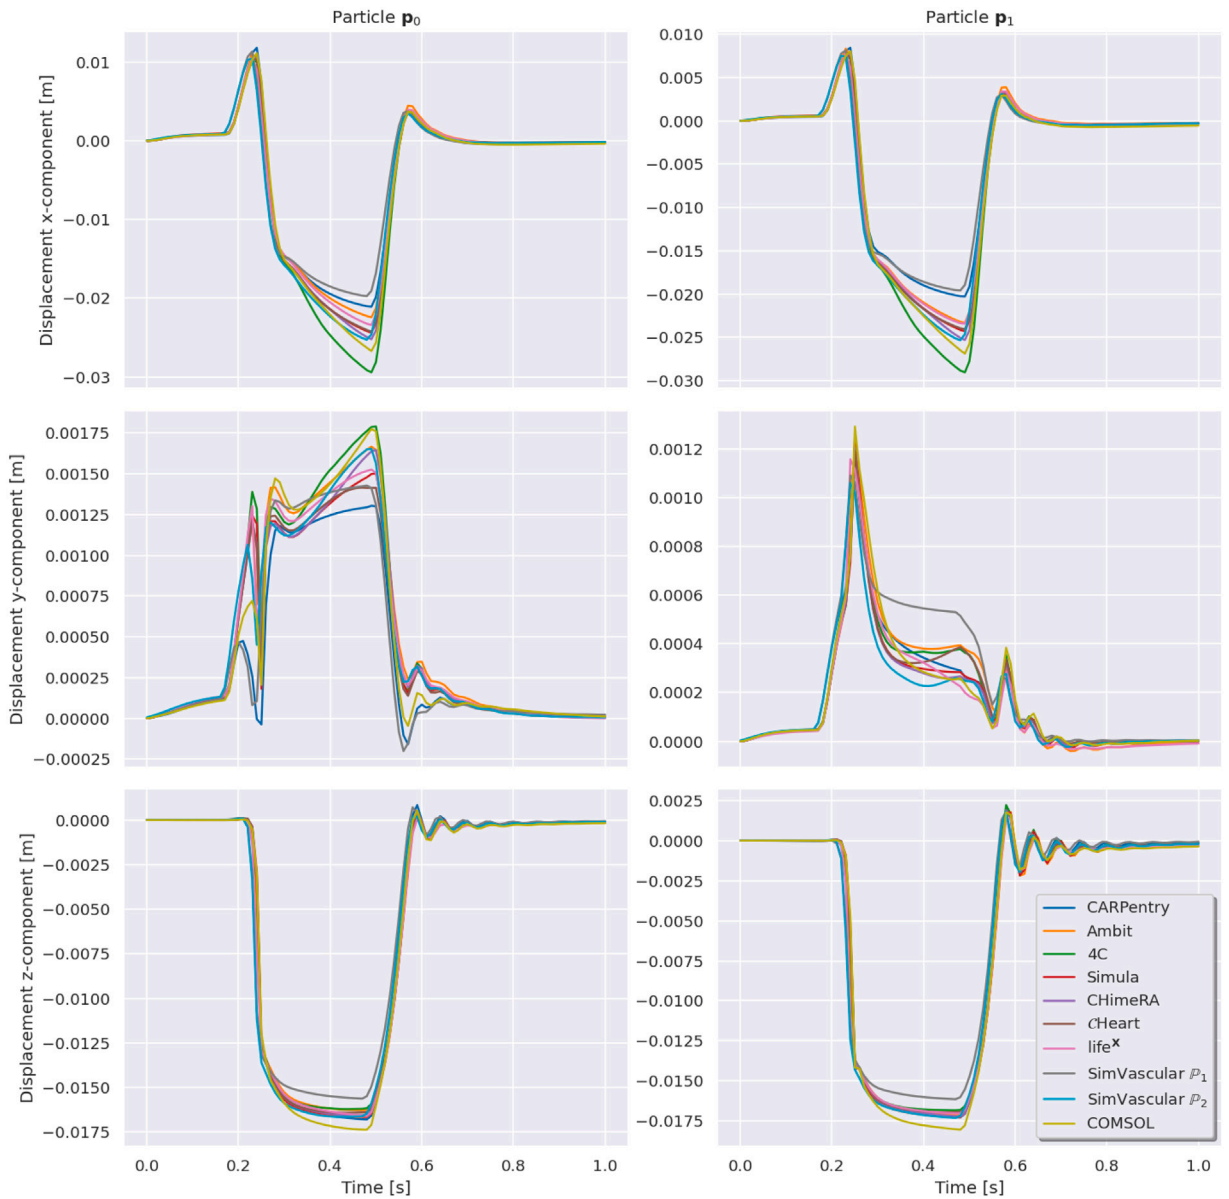 Particle p₀
Particle p₁
Displacement x-component [m]
0.01
0.00
−0.01
−0.02
−0.03
0.010
0.005
0.000
−0.005
−0.010
−0.015
−0.020
−0.025
−0.030
Displacement y-component [m]
0.00175
0.00150
0.00125
0.00100
0.00075
0.00050
0.00025
0.00000
−0.00025
0.0012
0.0010
0.0008
0.0006
0.0004
0.0002
0.0000
Displacement z-component [m]
0.0000
−0.0025
−0.0050
−0.0075
−0.0100
−0.0125
−0.0150
−0.0175
0.0025
0.0000
−0.0025
−0.0050
−0.0075
−0.0100
−0.0125
−0.0150
−0.0175
CARPentry
Ambit
4C
Simula
CHimeRA
𝒞Heart
lifeˣ
SimVascular ℙ₁
SimVascular ℙ₂
COMSOL
0.0 0.2 0.4 0.6 0.8 1.0
0.0 0.2 0.4 0.6 0.8 1.0
Time [s]
Time [s]